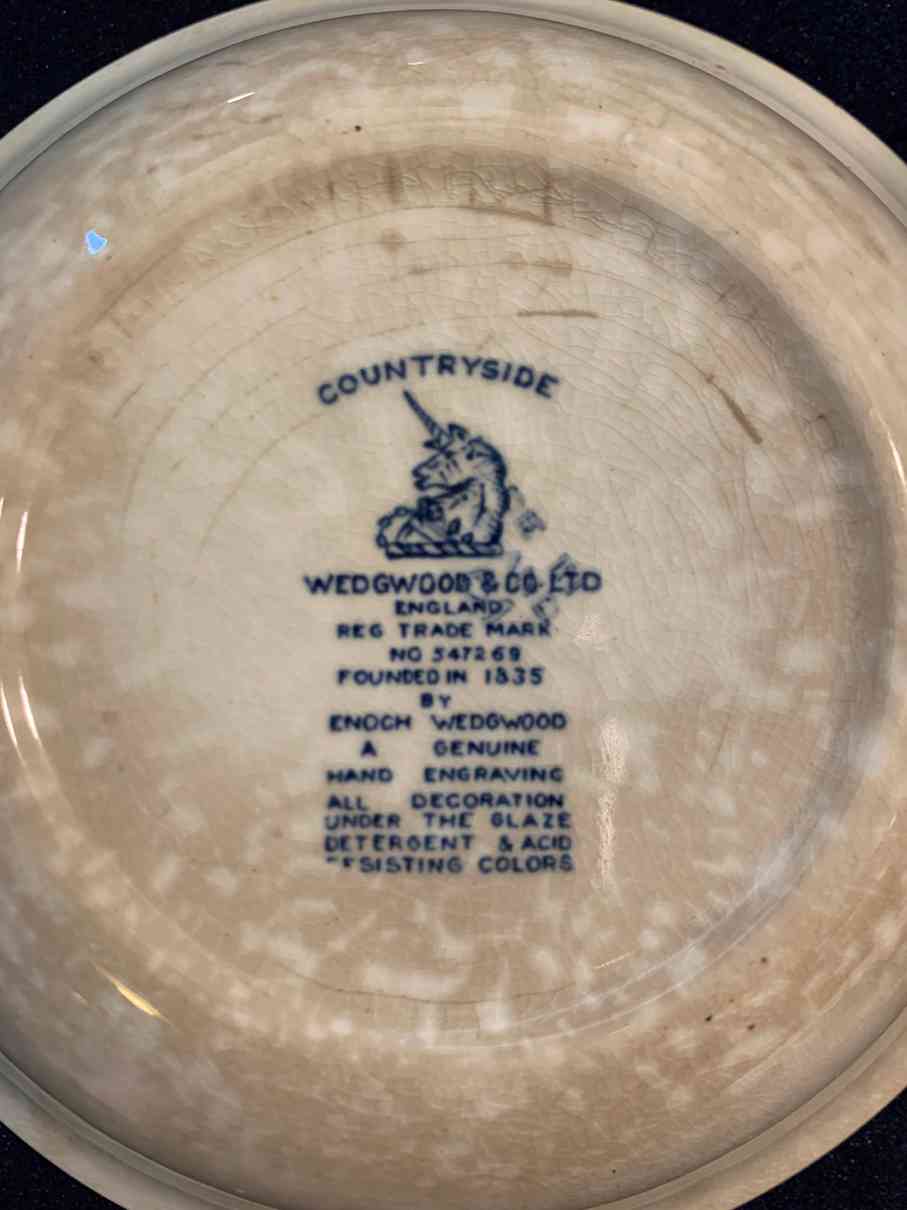 COUNTRYSIDE
WEDGWOOD & CO LTD
ENGLAND
REG TRADE MARK
NO 547269
FOUNDED IN 1835
BY
ENOCH WEDGWOOD
A GENUINE
HAND ENGRAVING
ALL DECORATION
UNDER THE GLAZE
DETERGENT & ACID
SISTING COLORS